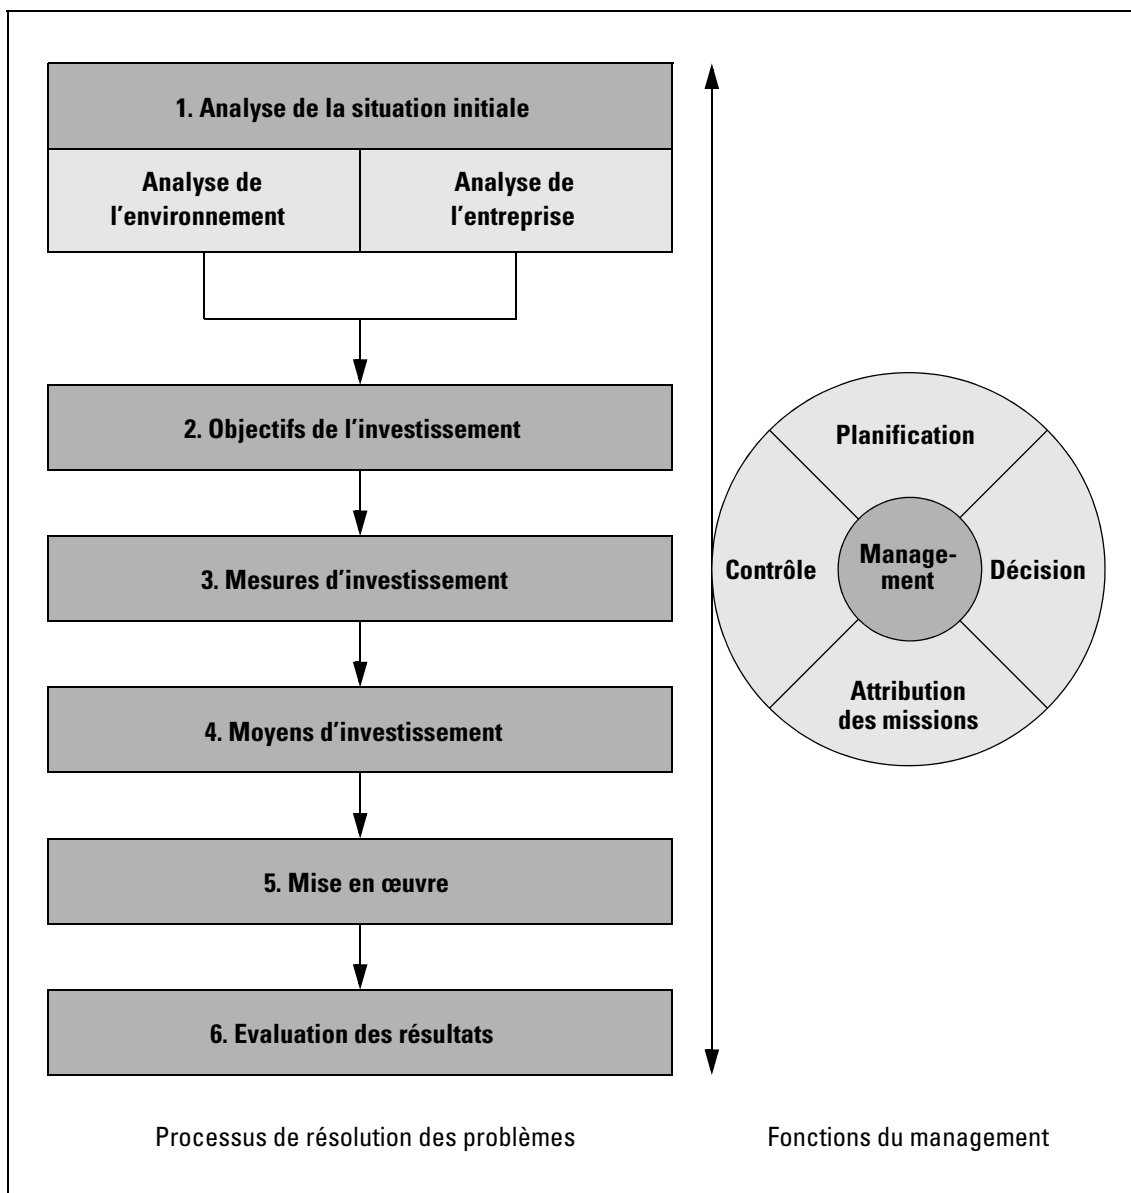 1. Analyse de la situation initiale
Analyse de
l'environnement
Analyse de
l'entreprise
2. Objectifs de l'investissement
3. Mesures d'investissement
4. Moyens d'investissement
5. Mise en œuvre
6. Evaluation des résultats
Processus de résolution des problèmes
Planification
Contrôle
Manage-
ment
Décision
Attribution
des missions
Fonctions du management